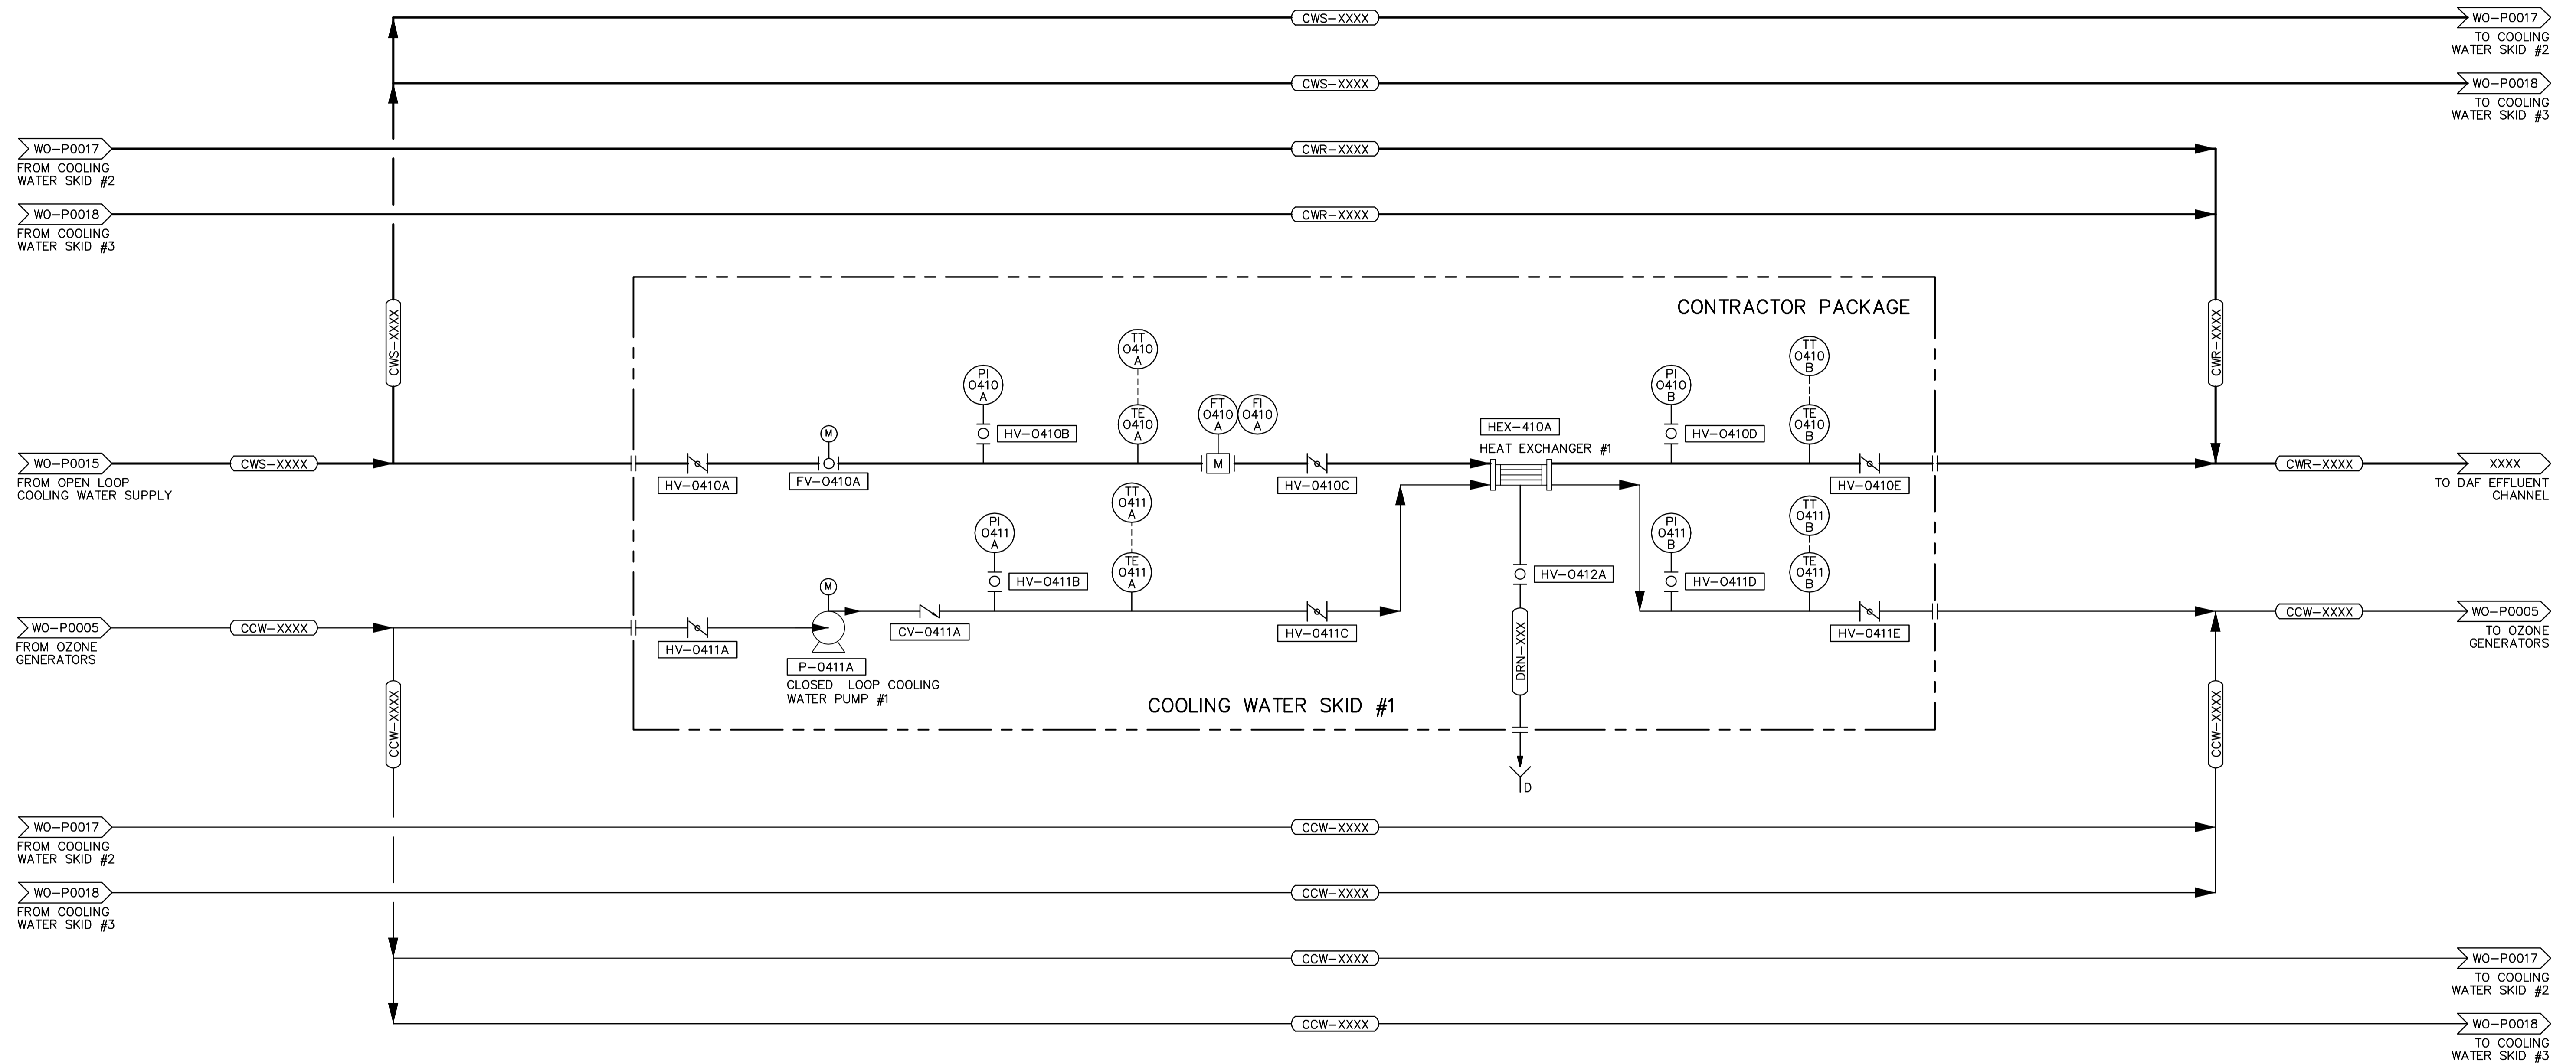 CWS-XXXX
WO-P0017
TO COOLING
WATER SKID #2
CWS-XXXX
WO-P0018
TO COOLING
WATER SKID #3
WO-P0017
FROM COOLING
WATER SKID #2
CWR-XXXX
WO-P0018
FROM COOLING
WATER SKID #3
CWR-XXXX
CWS-XXXX
CWR-XXXX
CONTRACTOR PACKAGE
TT
0410
A
TT
0410
B
PI
0410
A
PI
0410
B
TE
0410
A
FT
0410
A
FI
0410
A
TE
0410
B
M
HV-0410B
HEX-410A
HEAT EXCHANGER #1
HV-0410D
WO-P0015
FROM OPEN LOOP
COOLING WATER SUPPLY
CWS-XXXX
HV-0410A
FV-0410A
M
HV-0410C
HV-0410E
CWR-XXXX
XXXX
TO DAF EFFLUENT
CHANNEL
TT
0411
A
TT
0411
B
PI
0411
A
PI
0411
B
TE
0411
A
TE
0411
B
HV-0411B
HV-0412A
HV-0411D
M
WO-P0005
FROM OZONE
GENERATORS
CCW-XXXX
HV-0411A
P-0411A
CLOSED LOOP COOLING
WATER PUMP #1
CV-0411A
HV-0411C
HV-0411E
CCW-XXXX
WO-P0005
TO OZONE
GENERATORS
DRN-XXX
COOLING WATER SKID #1
CCW-XXXX
CCW-XXXX
D
WO-P0017
FROM COOLING
WATER SKID #2
CCW-XXXX
WO-P0018
FROM COOLING
WATER SKID #3
CCW-XXXX
CCW-XXXX
WO-P0017
TO COOLING
WATER SKID #2
CCW-XXXX
WO-P0018
TO COOLING
WATER SKID #3